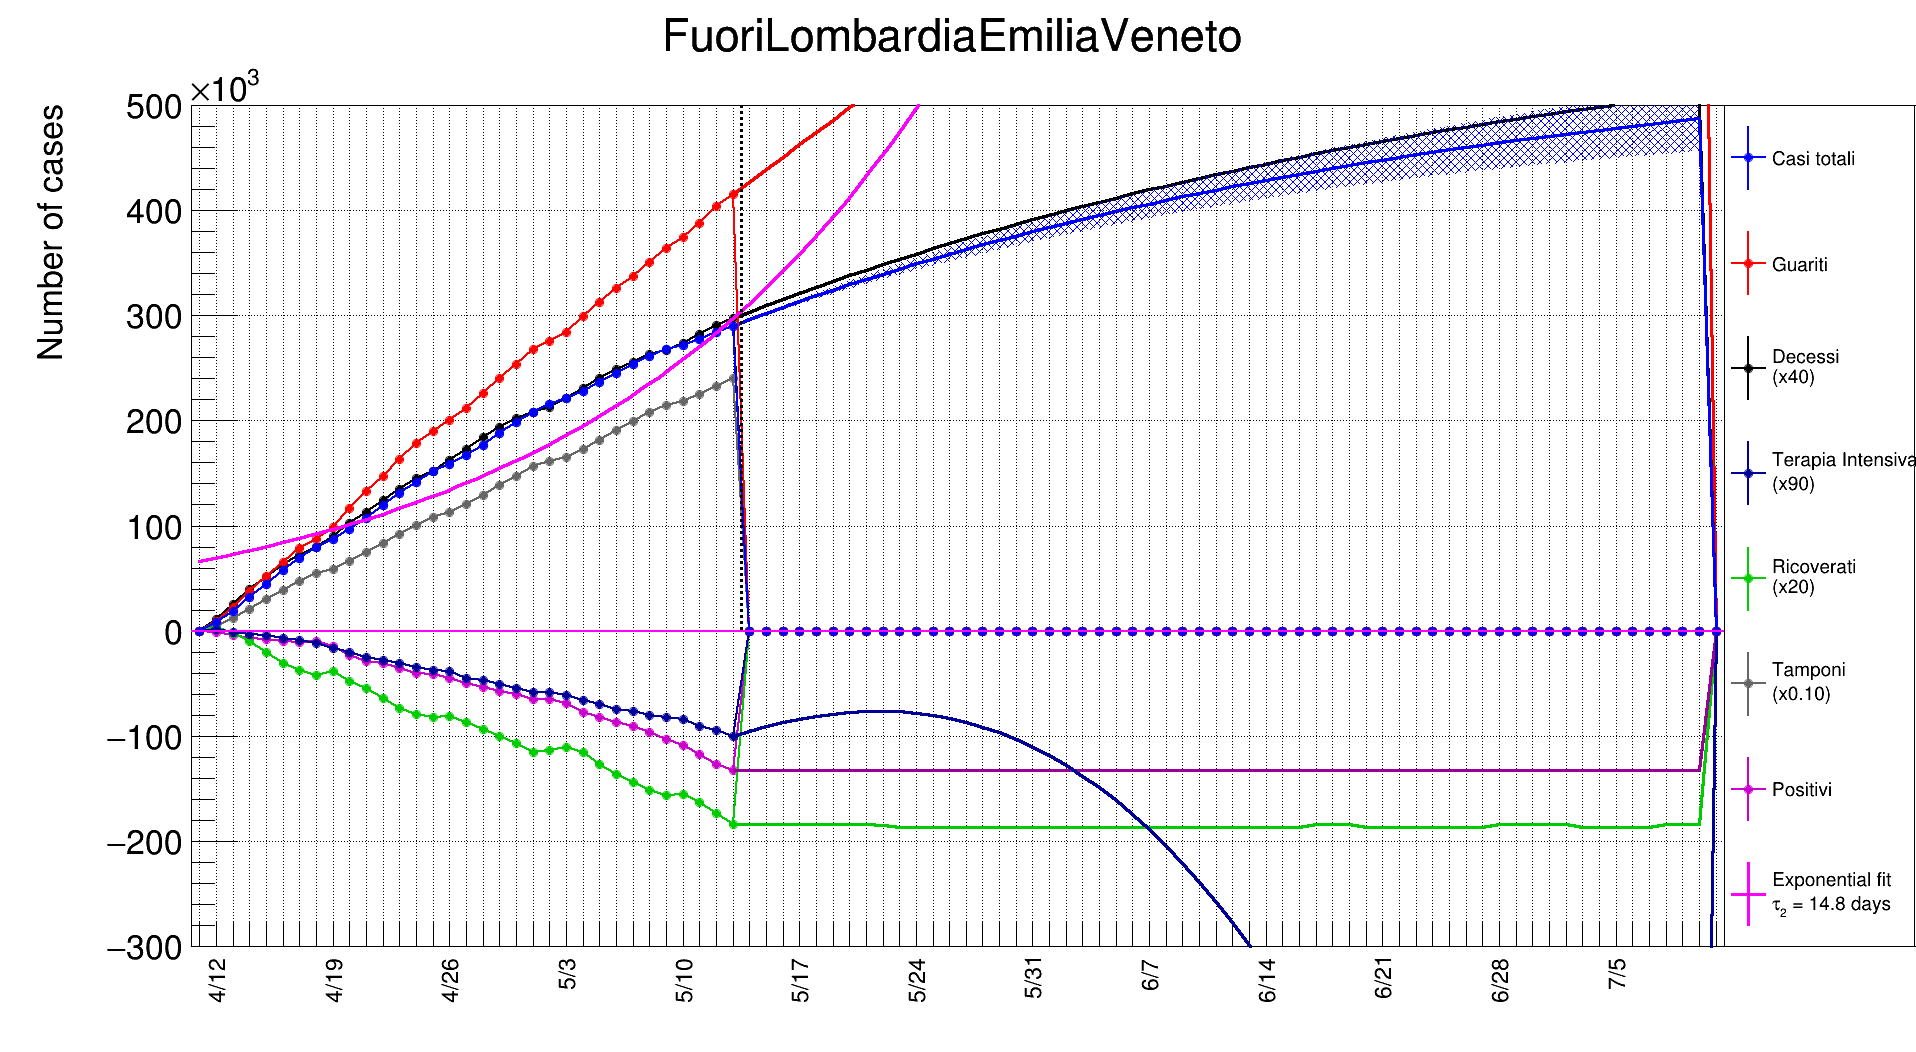 FuoriLombardiaEmiliaVeneto
×10³
Number of cases
500
400
300
200
100
0
−100
−200
−300
4/12
4/19
4/26
5/3
5/10
5/17
5/24
5/31
6/7
6/14
6/21
6/28
7/5
Casi totali
Guariti
Decessi
(x40)
Terapia Intensiva
(x90)
Ricoverati
(x20)
Tamponi
(x0.10)
Positivi
Exponential fit
τ₂ = 14.8 days